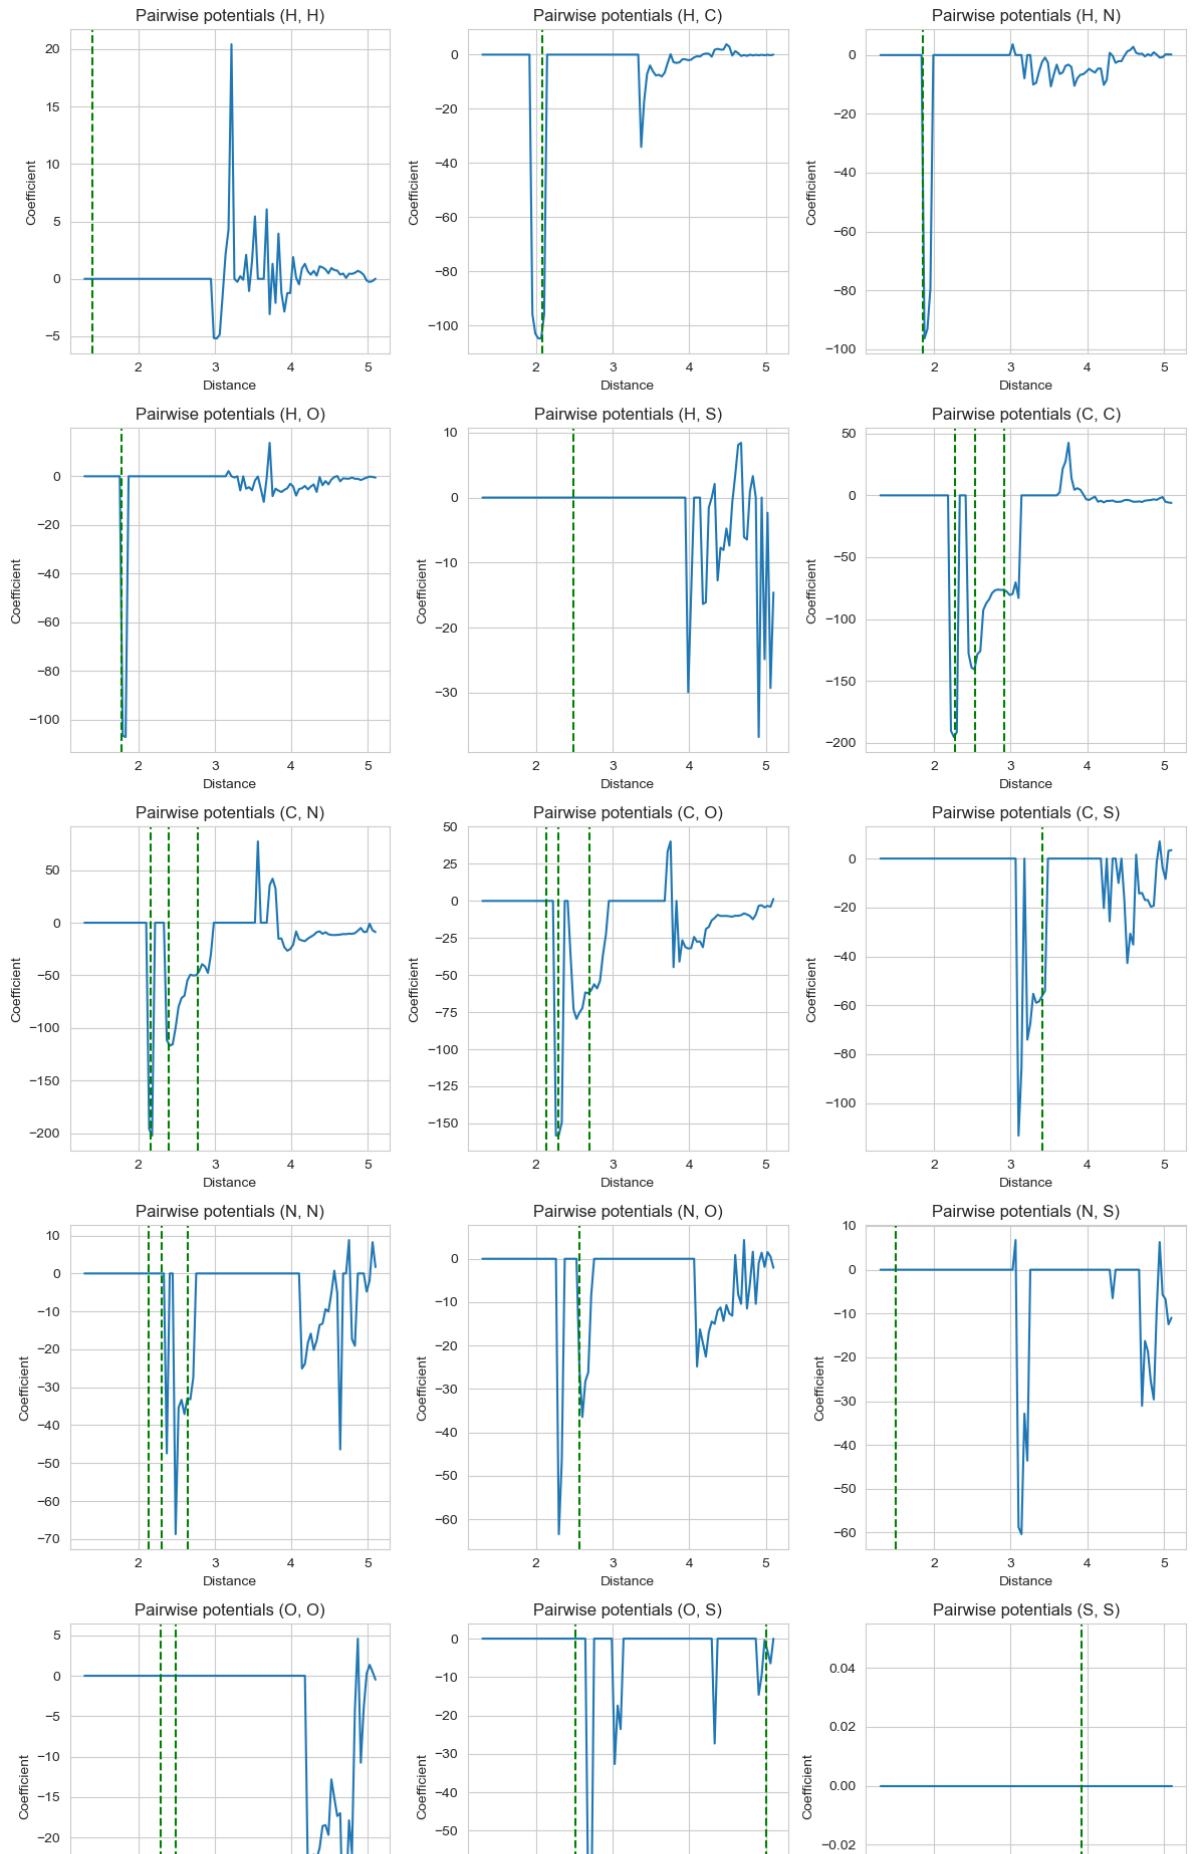 Pairwise potentials (H, H)
20
15
10
5
0
−5
Coefficient
2 3 4 5
Distance
Pairwise potentials (H, C)
0
−20
−40
−60
−80
−100
Coefficient
2 3 4 5
Distance
Pairwise potentials (H, N)
0
−20
−40
−60
−80
−100
Coefficient
2 3 4 5
Distance
Pairwise potentials (H, O)
0
−20
−40
−60
−80
−100
Coefficient
2 3 4 5
Distance
Pairwise potentials (H, S)
10
0
−10
−20
−30
Coefficient
2 3 4 5
Distance
Pairwise potentials (C, C)
50
0
−50
−100
−150
−200
Coefficient
2 3 4 5
Distance
Pairwise potentials (C, N)
50
0
−50
−100
−150
−200
Coefficient
2 3 4 5
Distance
Pairwise potentials (C, O)
50
25
0
−25
−50
−75
−100
−125
−150
Coefficient
2 3 4 5
Distance
Pairwise potentials (C, S)
0
−20
−40
−60
−80
−100
Coefficient
2 3 4 5
Distance
Pairwise potentials (N, N)
10
0
−10
−20
−30
−40
−50
−60
−70
Coefficient
2 3 4 5
Distance
Pairwise potentials (N, O)
0
−10
−20
−30
−40
−50
−60
Coefficient
2 3 4 5
Distance
Pairwise potentials (N, S)
10
0
−10
−20
−30
−40
−50
−60
Coefficient
2 3 4 5
Distance
Pairwise potentials (O, O)
5
0
−5
−10
−15
−20
Coefficient
Pairwise potentials (O, S)
0
−10
−20
−30
−40
−50
Coefficient
Pairwise potentials (S, S)
0.04
0.02
0.00
−0.02
Coefficient